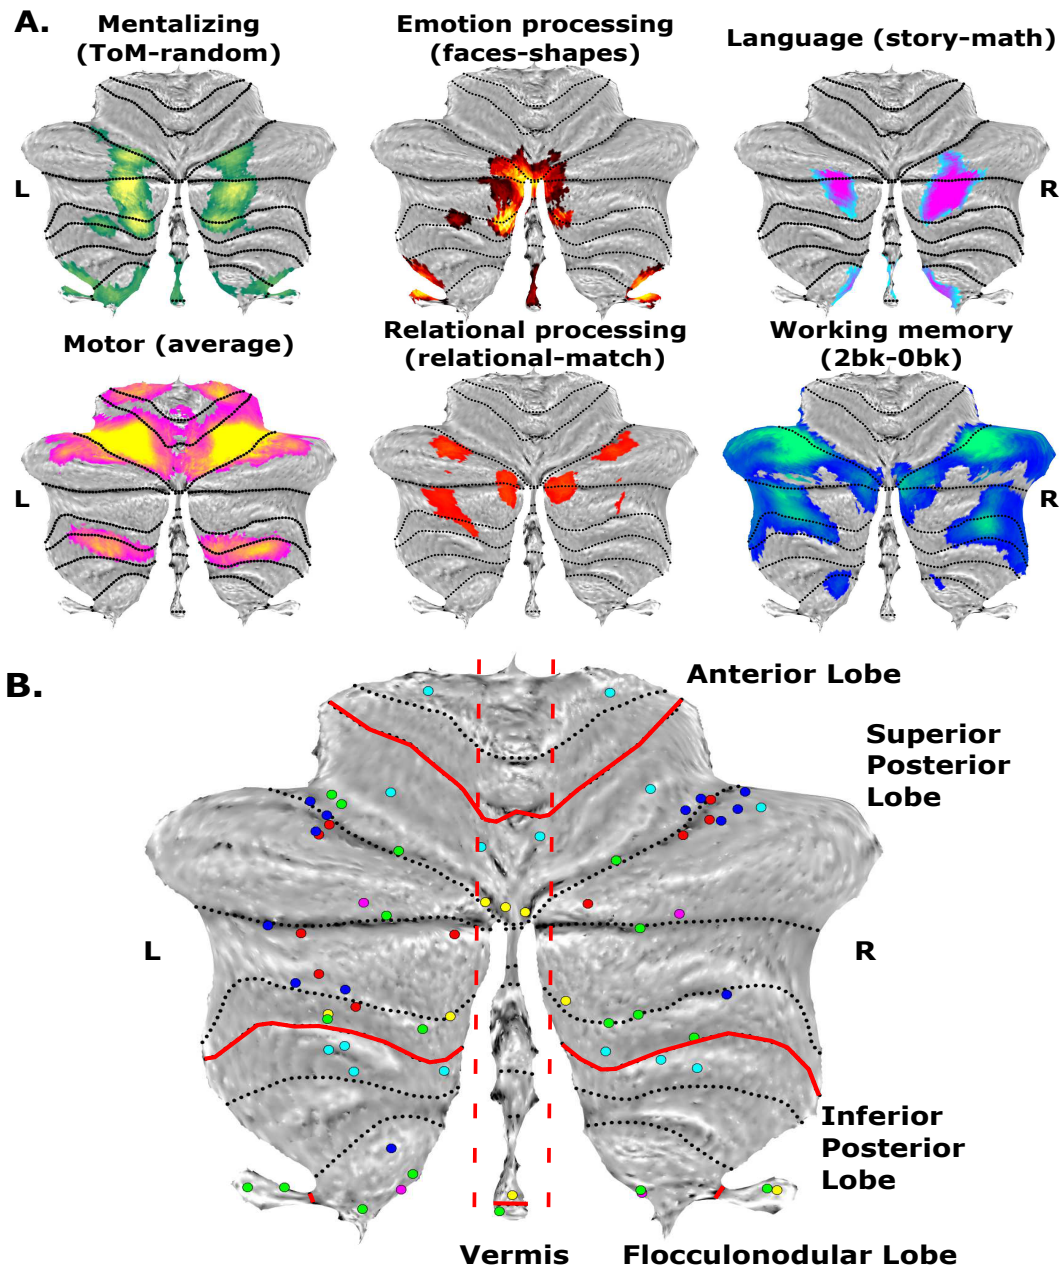 A.
Mentalizing
(ToM-random)
Emotion processing
(faces-shapes)
Language (story-math)
L
R
Motor (average)
Relational processing
(relational-match)
Working memory
(2bk-0bk)
L
R
B.
Anterior Lobe
Superior
Posterior
Lobe
L
R
Inferior
Posterior
Lobe
Vermis
Flocculonodular Lobe